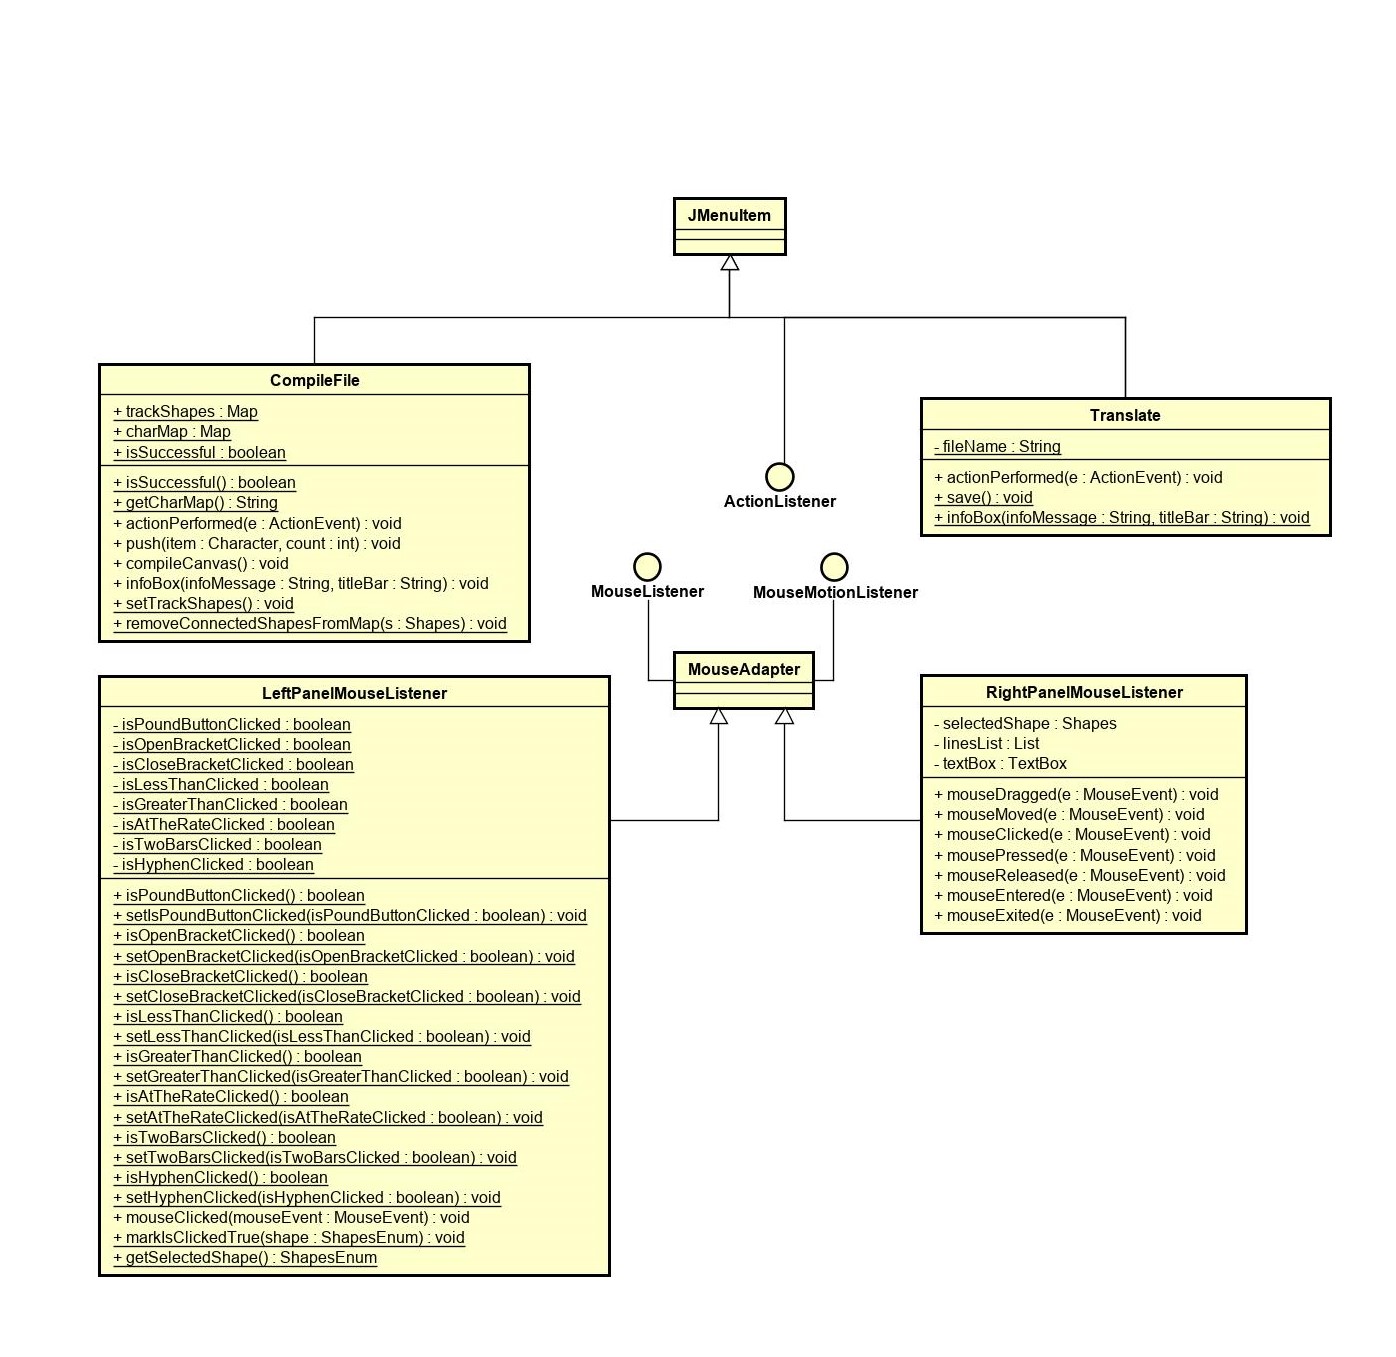 JMenuItem
CompileFile
+ trackShapes : Map
+ charMap : Map
+ isSuccessful : boolean
+ isSuccessful() : boolean
+ getCharMap() : String
+ actionPerformed(e : ActionEvent) : void
+ push(item : Character, count : int) : void
+ compileCanvas() : void
+ infoBox(infoMessage : String, titleBar : String) : void
+ setTrackShapes() : void
+ removeConnectedShapesFromMap(s : Shapes) : void
ActionListener
Translate
- fileName : String
+ actionPerformed(e : ActionEvent) : void
+ save() : void
+ infoBox(infoMessage : String, titleBar : String) : void
MouseListener
MouseMotionListener
MouseAdapter
LeftPanelMouseListener
- isPoundButtonClicked : boolean
- isOpenBracketClicked : boolean
- isCloseBracketClicked : boolean
- isLessThanClicked : boolean
- isGreaterThanClicked : boolean
- isAtTheRateClicked : boolean
- isTwoBarsClicked : boolean
- isHyphenClicked : boolean
+ isPoundButtonClicked() : boolean
+ setIsPoundButtonClicked(isPoundButtonClicked : boolean) : void
+ isOpenBracketClicked() : boolean
+ setOpenBracketClicked(isOpenBracketClicked : boolean) : void
+ isCloseBracketClicked() : boolean
+ setCloseBracketClicked(isCloseBracketClicked : boolean) : void
+ isLessThanClicked() : boolean
+ setLessThanClicked(isLessThanClicked : boolean) : void
+ isGreaterThanClicked() : boolean
+ setGreaterThanClicked(isGreaterThanClicked : boolean) : void
+ isAtTheRateClicked() : boolean
+ setAtTheRateClicked(isAtTheRateClicked : boolean) : void
+ isTwoBarsClicked() : boolean
+ setTwoBarsClicked(isTwoBarsClicked : boolean) : void
+ isHyphenClicked() : boolean
+ setHyphenClicked(isHyphenClicked : boolean) : void
+ mouseClicked(mouseEvent : MouseEvent) : void
+ markIsClickedTrue(shape : ShapesEnum) : void
+ getSelectedShape() : ShapesEnum
RightPanelMouseListener
- selectedShape : Shapes
- linesList : List
- textBox : TextBox
+ mouseDragged(e : MouseEvent) : void
+ mouseMoved(e : MouseEvent) : void
+ mouseClicked(e : MouseEvent) : void
+ mousePressed(e : MouseEvent) : void
+ mouseReleased(e : MouseEvent) : void
+ mouseEntered(e : MouseEvent) : void
+ mouseExited(e : MouseEvent) : void